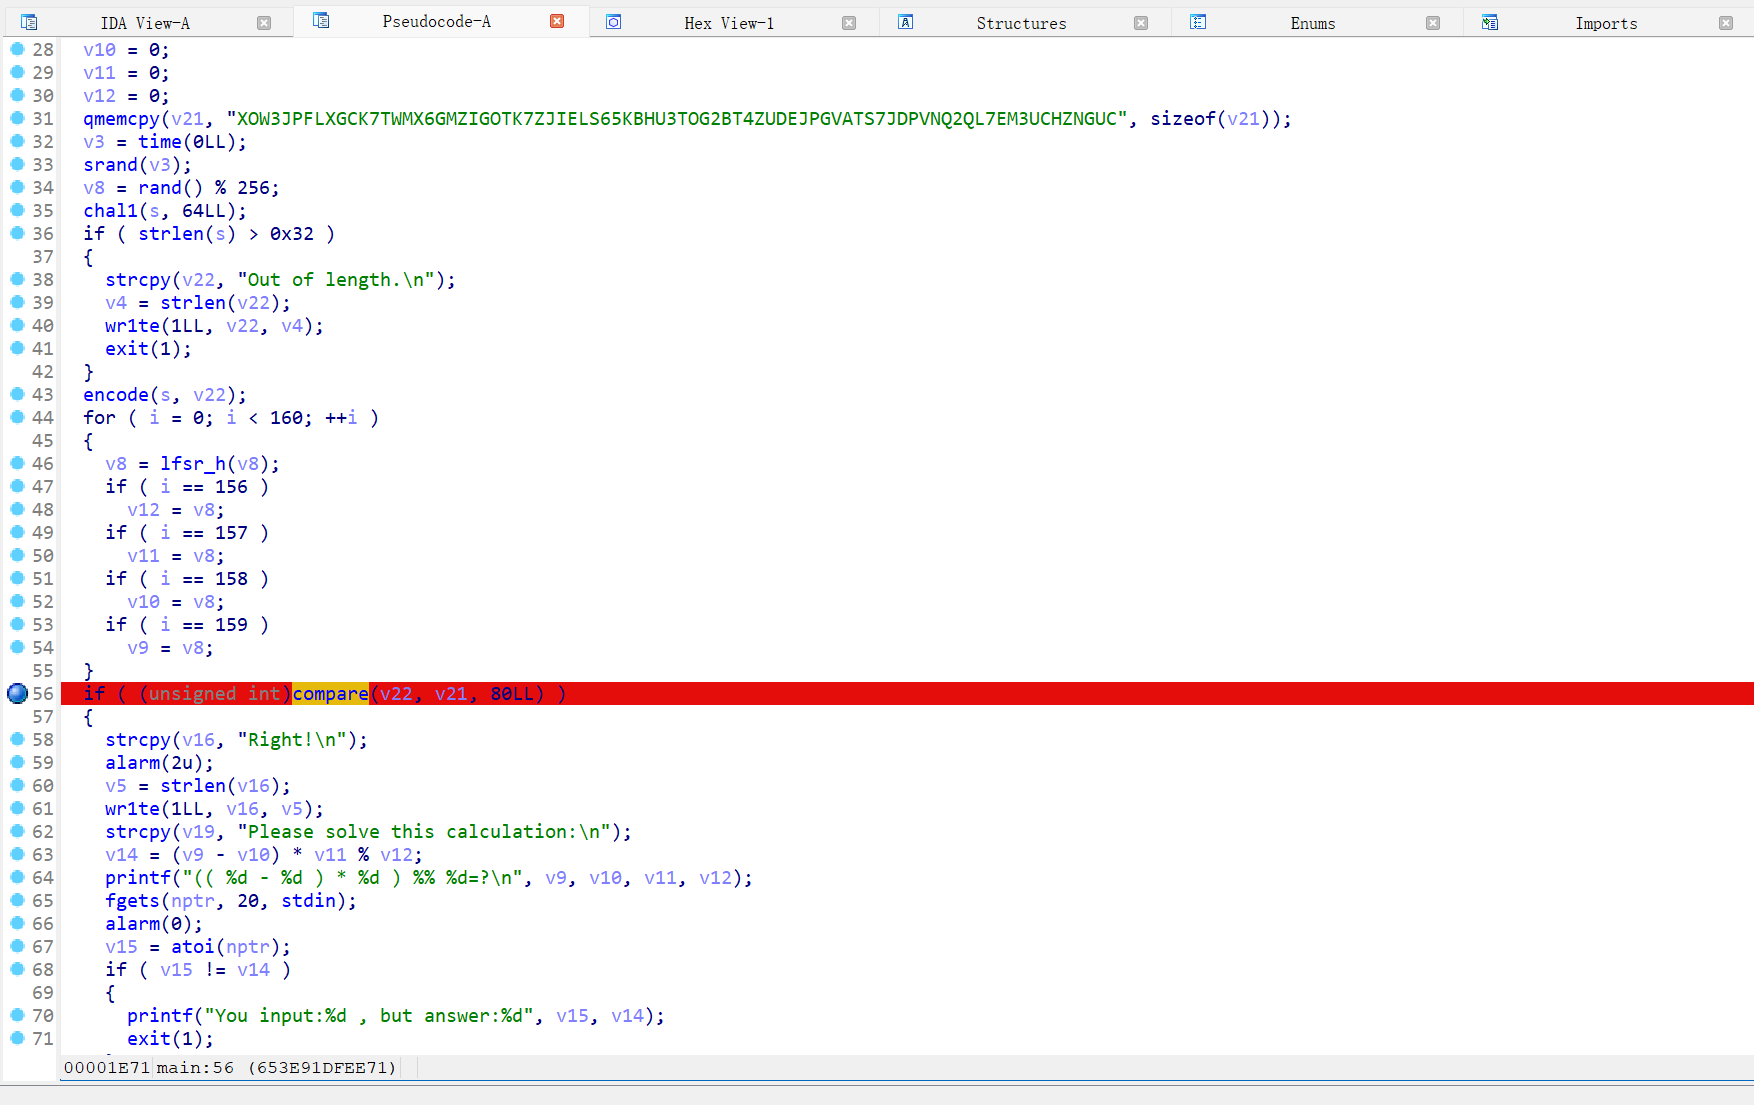 IDA View-A Pseudocode-A Hex View-1 Structures Enums Imports
28 v10 = 0;
29 v11 = 0;
30 v12 = 0;
31 qmemcpy(v21, "XOW3JPFLXGCK7TWMX6GMZIGOTK7ZJIELS65KBHU3TOG2BT4ZUDEJPGVATS7JDPVNQ2QL7EM3UCHZNGUC", sizeof(v21));
32 v3 = time(0LL);
33 srand(v3);
34 v8 = rand() % 256;
35 chal1(s, 64LL);
36 if ( strlen(s) > 0x32 )
37 {
38 strcpy(v22, "Out of length.\n");
39 v4 = strlen(v22);
40 wr1te(1LL, v22, v4);
41 exit(1);
42 }
43 encode(s, v22);
44 for ( i = 0; i < 160; ++i )
45 {
46 v8 = lfsr_h(v8);
47 if ( i == 156 )
48 v12 = v8;
49 if ( i == 157 )
50 v11 = v8;
51 if ( i == 158 )
52 v10 = v8;
53 if ( i == 159 )
54 v9 = v8;
55 }
56 if ( (unsigned int)compare(v22, v21, 80LL) )
57 {
58 strcpy(v16, "Right!\n");
59 alarm(2u);
60 v5 = strlen(v16);
61 wr1te(1LL, v16, v5);
62 strcpy(v19, "Please solve this calculation:\n");
63 v14 = (v9 - v10) * v11 % v12;
64 printf("(( %d - %d ) * %d ) %% %d=?\n", v9, v10, v11, v12);
65 fgets(nptr, 20, stdin);
66 alarm(0);
67 v15 = atoi(nptr);
68 if ( v15 != v14 )
69 {
70 printf("You input:%d , but answer:%d", v15, v14);
71 exit(1);
00001E71 main:56 (653E91DFEE71)